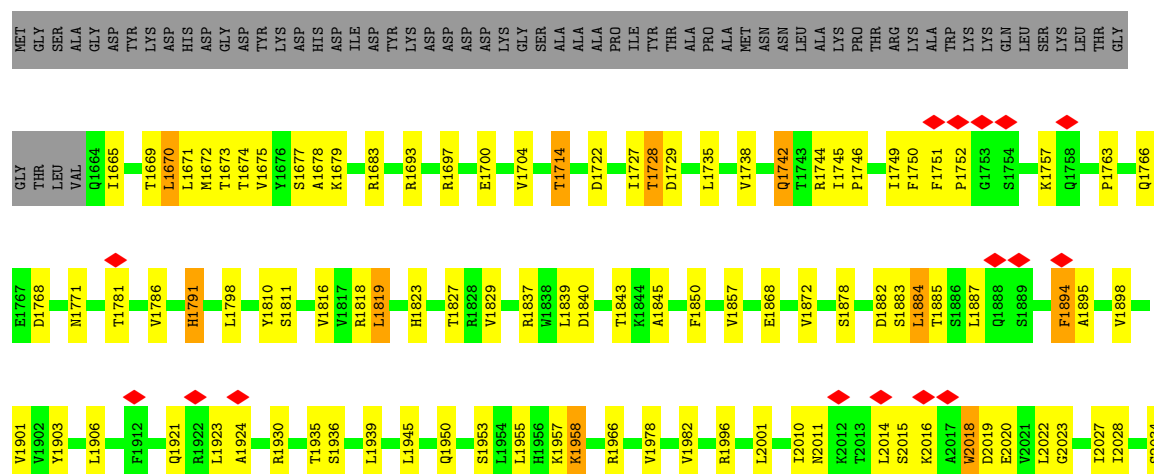 MET GLY SER ALA GLY ASP TYR LYS ASP HIS ASP GLY ASP TYR LYS ASP HIS ASP ILE ASP TYR LYS ASP ASP ASP ASP LYS GLY SER ALA ALA ALA PRO ILE TYR THR ALA PRO ALA MET ASN ASN LEU ALA LYS PRO THR ARG LYS ALA TRP LYS LYS GLN LEU SER LYS LEU THR GLY
GLY THR LEU VAL Q1664 I1665 T1669 L1670 L1671 M1672 T1673 T1674 V1675 Y1676 S1677 A1678 K1679 R1683 R1693 R1697 E1700 V1704 T1714 D1722 I1727 T1728 D1729 L1735 V1738 Q1742 T1743 R1744 I1745 P1746 I1749 F1750 F1751 P1752 G1753 S1754 K1757 Q1758 P1763 Q1766
E1767 D1768 N1771 T1781 V1786 H1791 L1798 Y1810 S1811 V1816 V1817 R1818 L1819 H1823 T1827 R1828 V1829 R1837 W1838 L1839 D1840 T1843 K1844 A1845 F1850 V1857 E1868 V1872 S1878 D1882 S1883 L1884 T1885 S1886 L1887 Q1888 S1889 F1894 A1895 V1898
V1901 V1902 Y1903 L1906 F1912 Q1921 R1922 L1923 A1924 R1930 T1935 S1936 L1939 L1945 Q1950 S1953 L1954 L1955 H1956 K1957 K1958 R1966 V1978 V1982 R1996 L2001 I2010 N2011 K2012 T2013 L2014 S2015 K2016 A2017 W2018 D2019 E2020 V2021 L2022 G2023 I2027 I2028